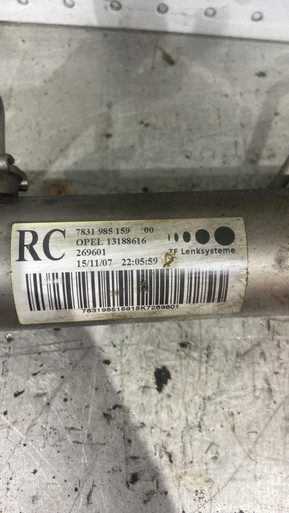 RC
7831 985 159 00
OPEL 13188616
269601
ZF Lenksysteme
15/11/07 22:05:59